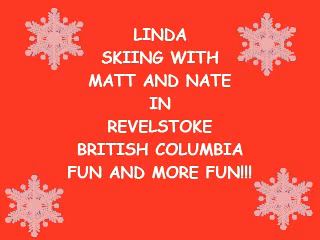 LINDA
SKIING WITH
MATT AND NATE
IN
REVELSTOKE
BRITISH COLUMBIA
FUN AND MORE FUN!!!